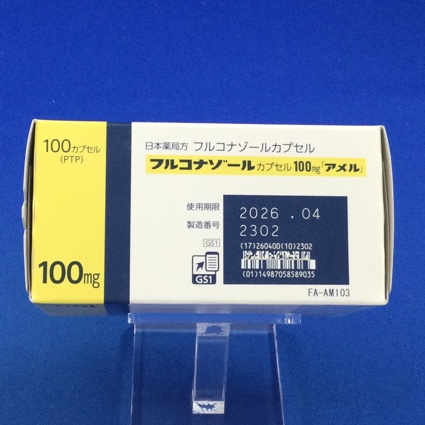 100カプセル
(PTP)
100mg
日本薬局方 フルコナゾールカプセル
フルコナゾールカプセル100mg「アメル」
使用期限
2026 . 04
製造番号
2302
GS1
(17)260400(10)2302
GS1
(01)14987058589035
FA-AM103